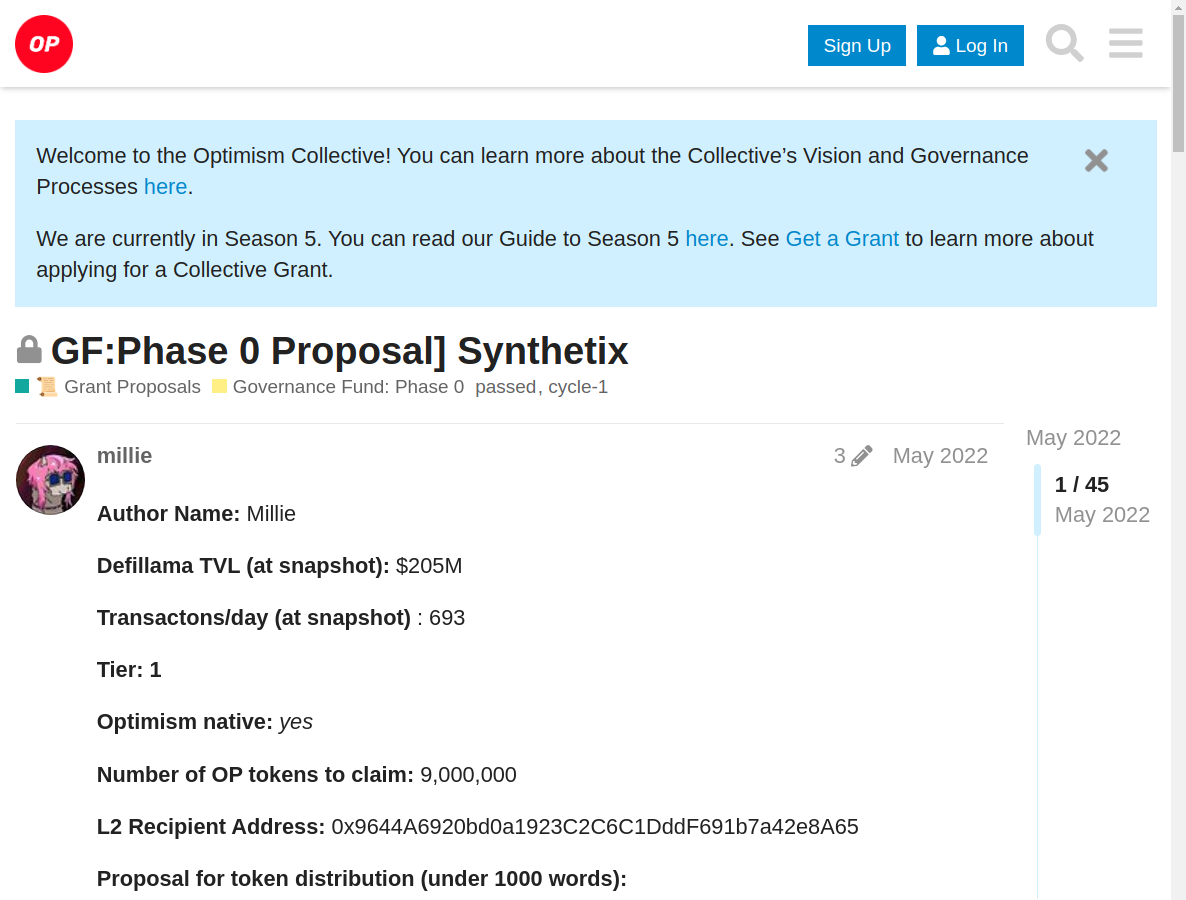 OP
Sign Up
Log In
Welcome to the Optimism Collective! You can learn more about the Collective’s Vision and Governance
Processes here.
We are currently in Season 5. You can read our Guide to Season 5 here. See Get a Grant to learn more about
applying for a Collective Grant.
GF:Phase 0 Proposal] Synthetix
Grant Proposals Governance Fund: Phase 0 passed, cycle-1
millie 3 May 2022
May 2022
1 / 45
May 2022
Author Name: Millie
Defillama TVL (at snapshot): $205M
Transactons/day (at snapshot) : 693
Tier: 1
Optimism native: yes
Number of OP tokens to claim: 9,000,000
L2 Recipient Address: 0x9644A6920bd0a1923C2C6C1DddF691b7a42e8A65
Proposal for token distribution (under 1000 words):